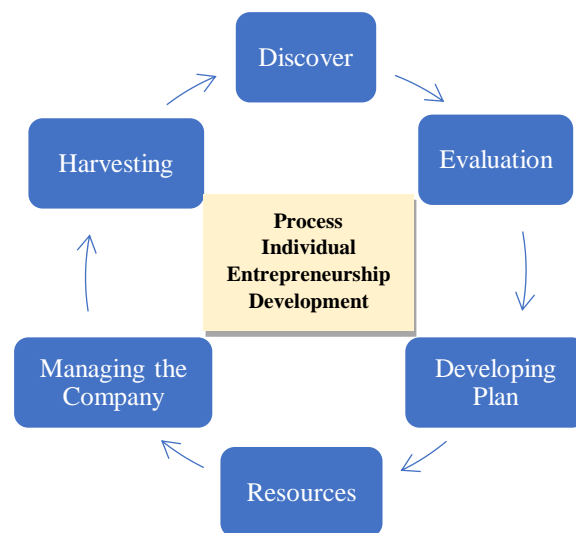 Discover
Evaluation
Developing
Plan
Resources
Managing the
Company
Harvesting
Process
Individual
Entrepreneurship
Development